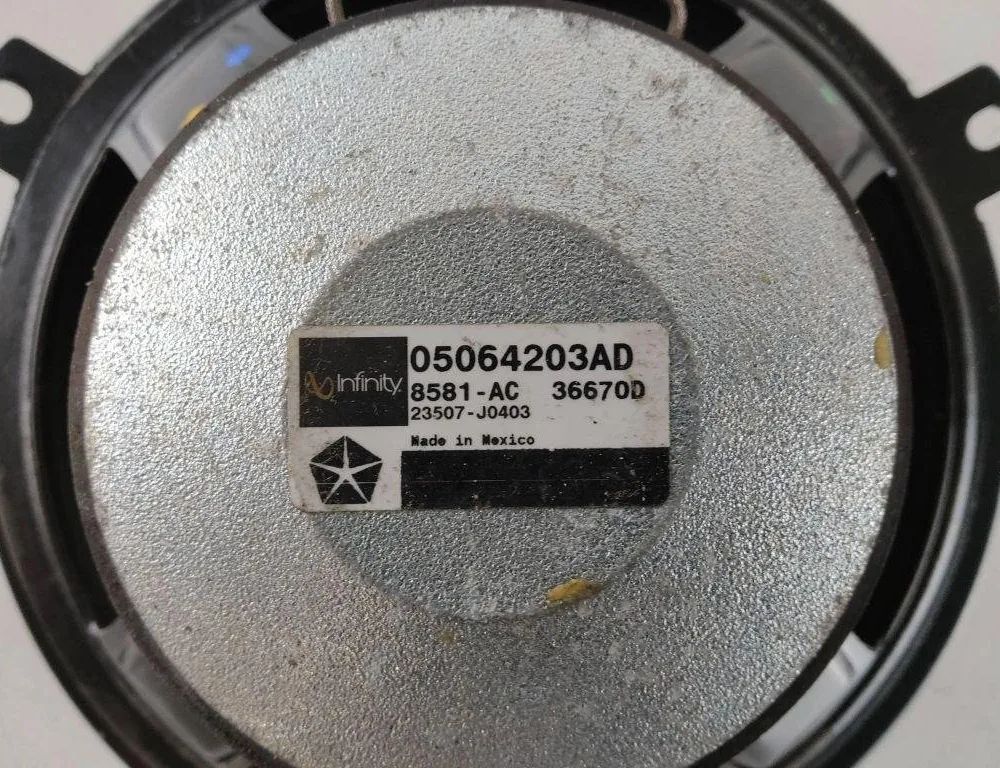 Infinity
05064203AD
8581-AC 36670D
23507-J0403
Made in Mexico